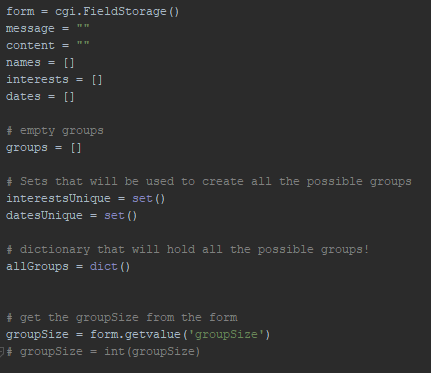 form = cgi.FieldStorage()
message = ""
content = ""
names = []
interests = []
dates = []
# empty groups
groups = []
# Sets that will be used to create all the possible groups
interestsUnique = set()
datesUnique = set()
# dictionary that will hold all the possible groups!
allGroups = dict()
# get the groupSize from the form
groupSize = form.getvalue('groupSize')
# groupSize = int(groupSize)